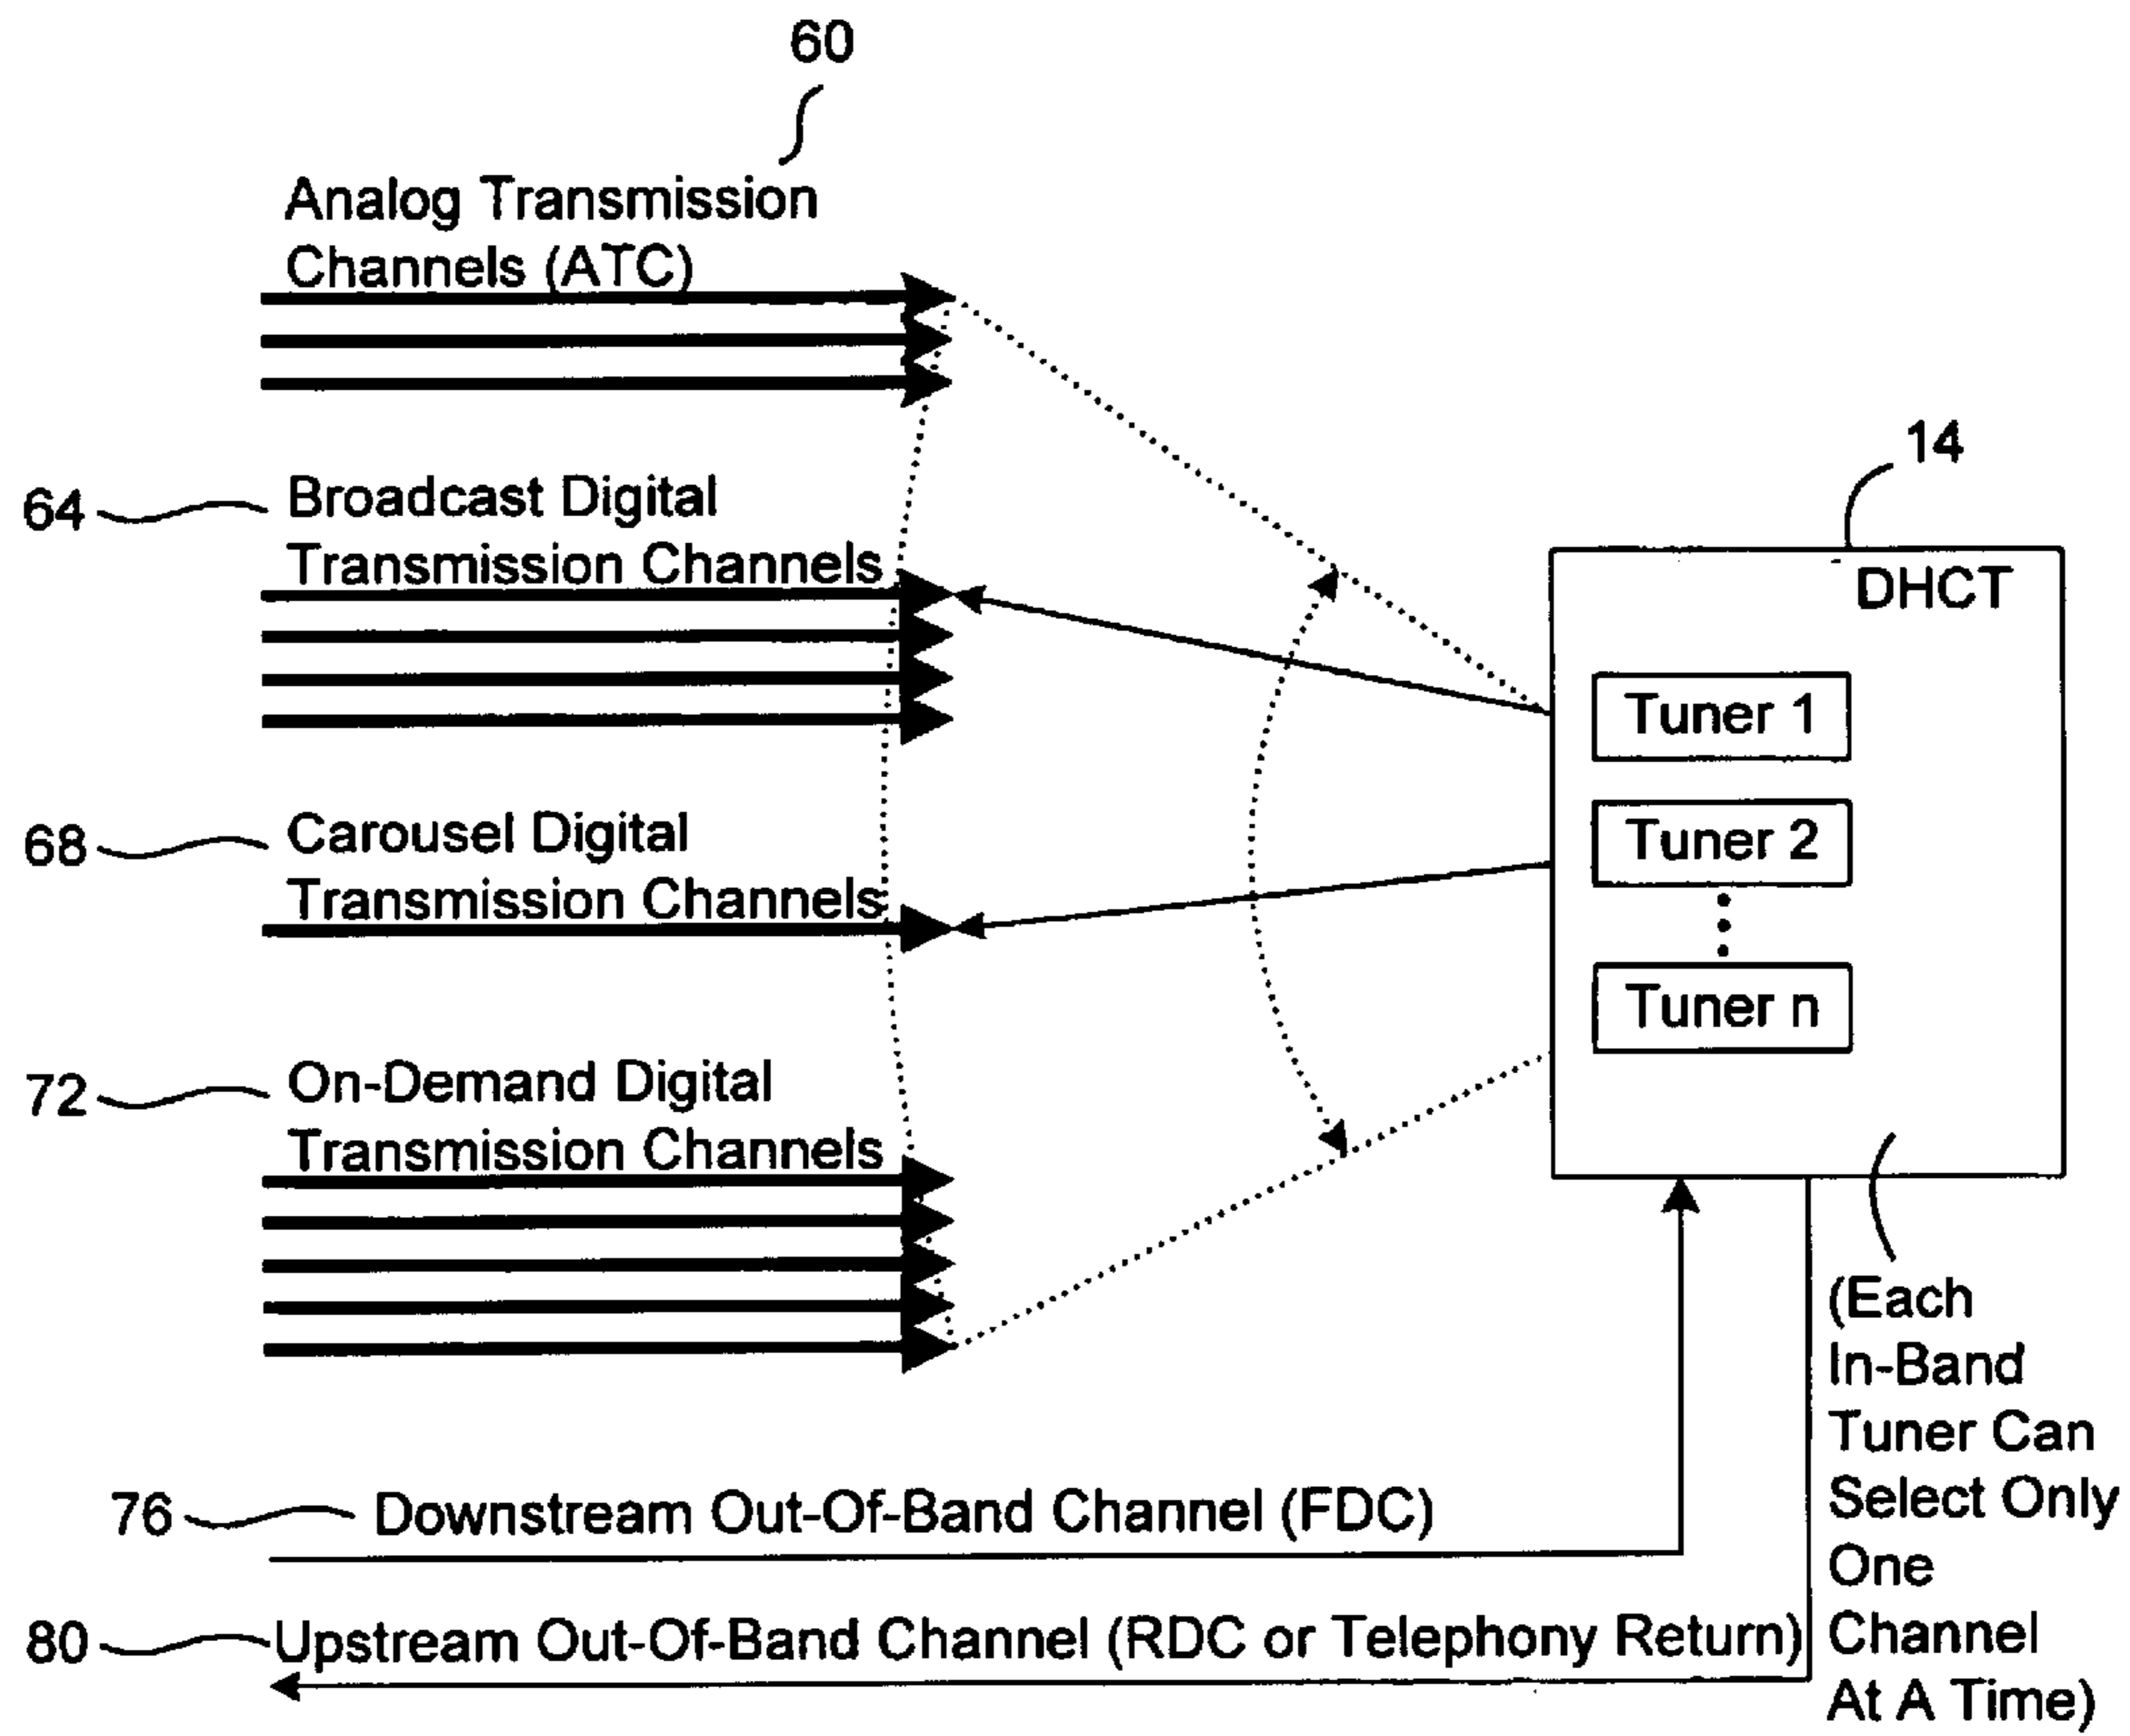 60
Analog Transmission
Channels (ATC)
14
64
Broadcast Digital
Transmission Channels
DHCT
Tuner 1
68
Carousel Digital
Transmission Channels
Tuner 2
Tuner n
72
On-Demand Digital
Transmission Channels
(Each
In-Band
Tuner Can
Select Only
One
Channel
At A Time)
76
Downstream Out-Of-Band Channel (FDC)
80
Upstream Out-Of-Band Channel (RDC or Telephony Return)